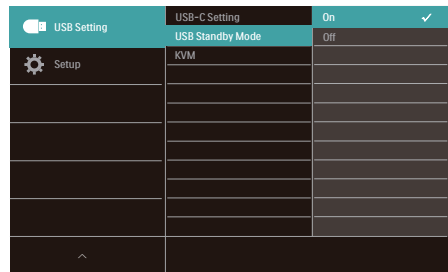 USB Setting
Setup
USB-C Setting
USB Standby Mode
KVM
On
Off